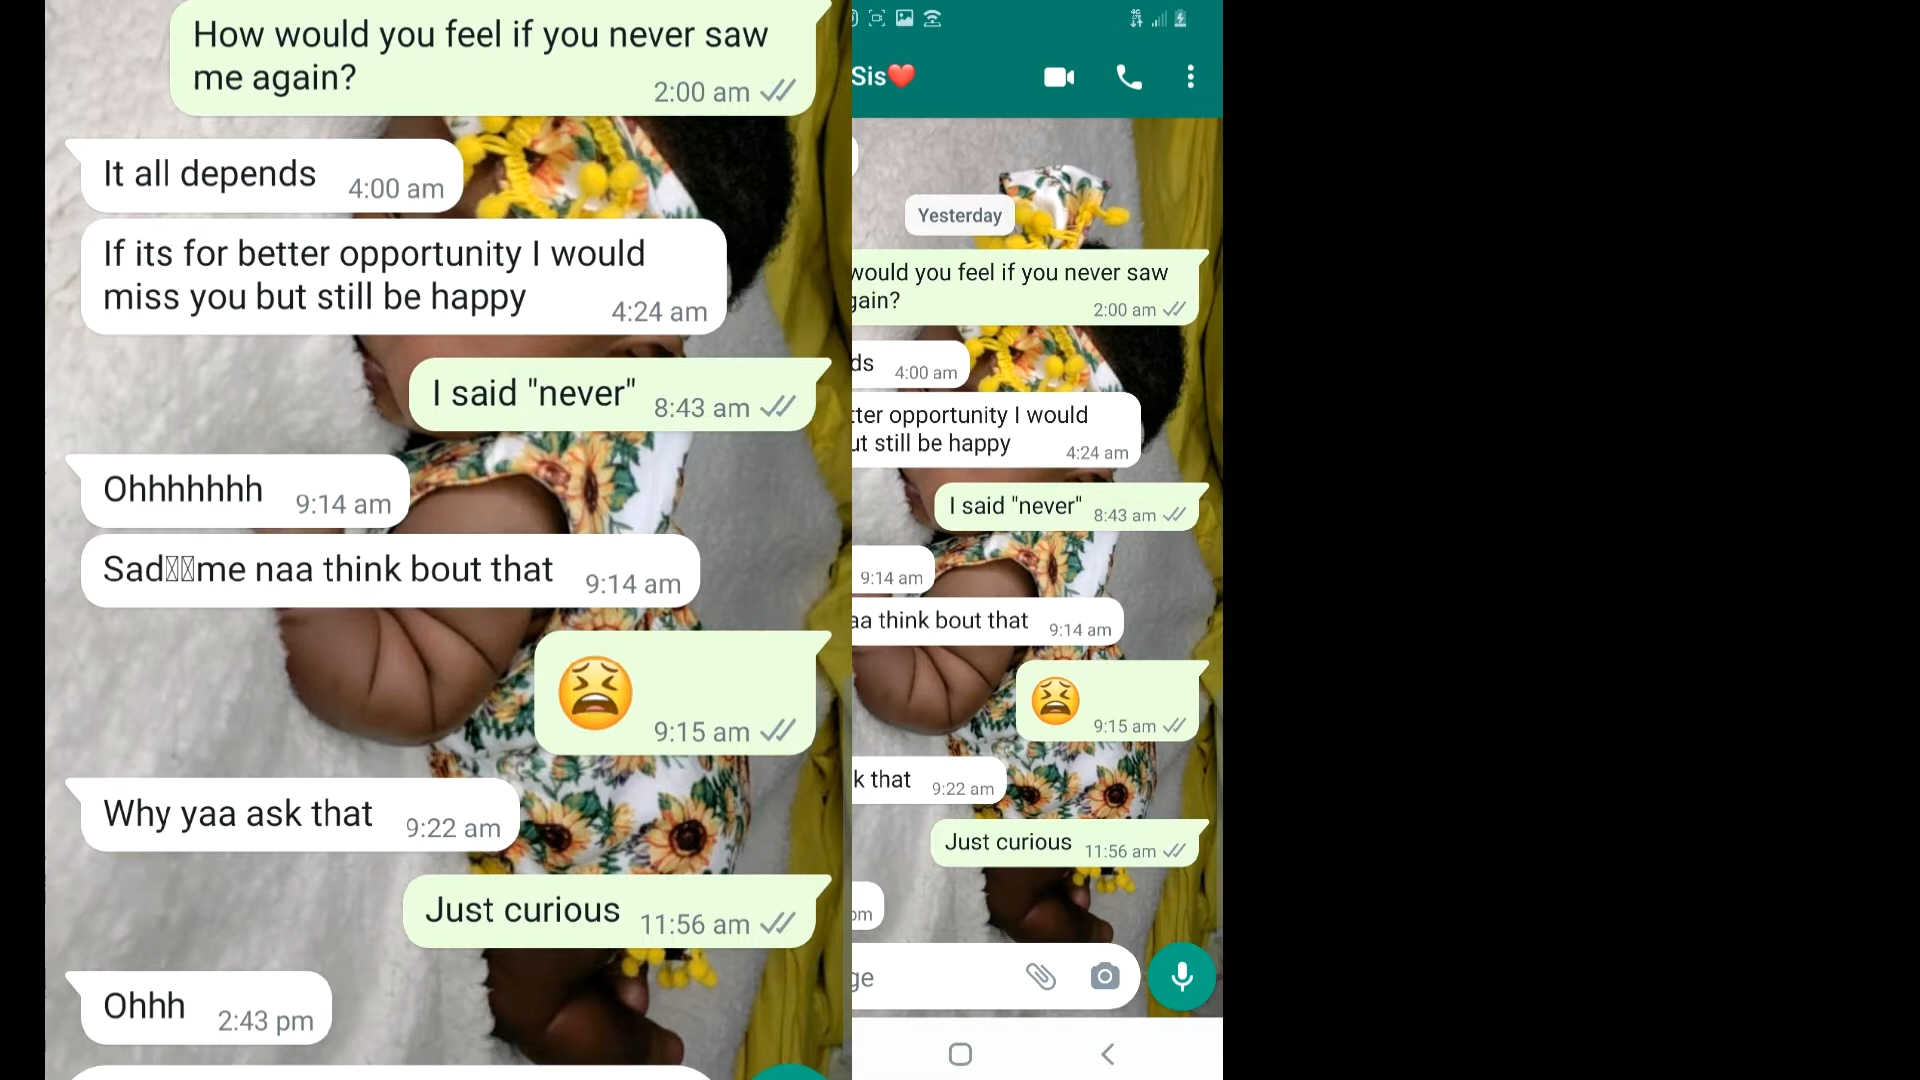 How would you feel if you never saw
me again?
2:00 am
It all depends
4:00 am
If its for better opportunity I would
miss you but still be happy
4:24 am
I said "never"
8:43 am
Ohhhhhhh
9:14 am
Sad me naa think bout that
9:14 am
9:15 am
Why yaa ask that
9:22 am
Just curious
11:56 am
Ohhh
2:43 pm
4G
Sis
Yesterday
would you feel if you never saw
gain?
2:00 am
ds
4:00 am
tter opportunity I would
ut still be happy
4:24 am
I said "never"
8:43 am
9:14 am
aa think bout that
9:14 am
9:15 am
k that
9:22 am
Just curious
11:56 am
pm
ge